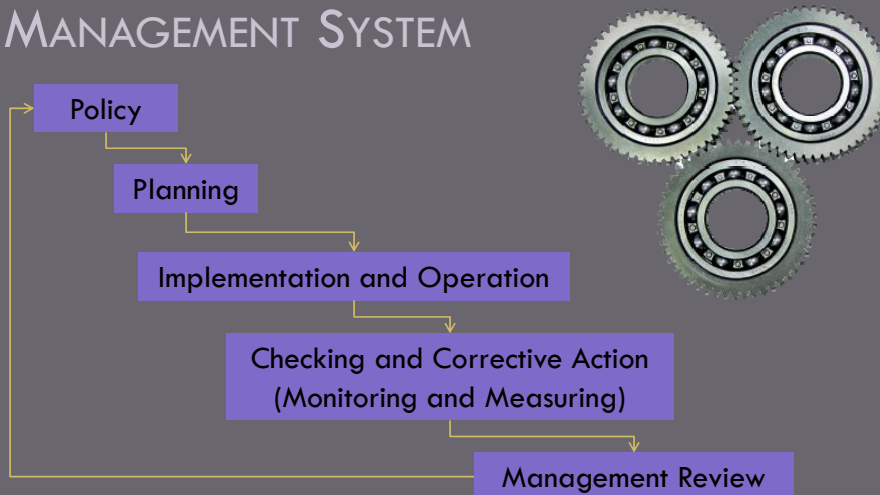 MANAGEMENT SYSTEM
Policy
Planning
Implementation and Operation
Checking and Corrective Action
(Monitoring and Measuring)
Management Review